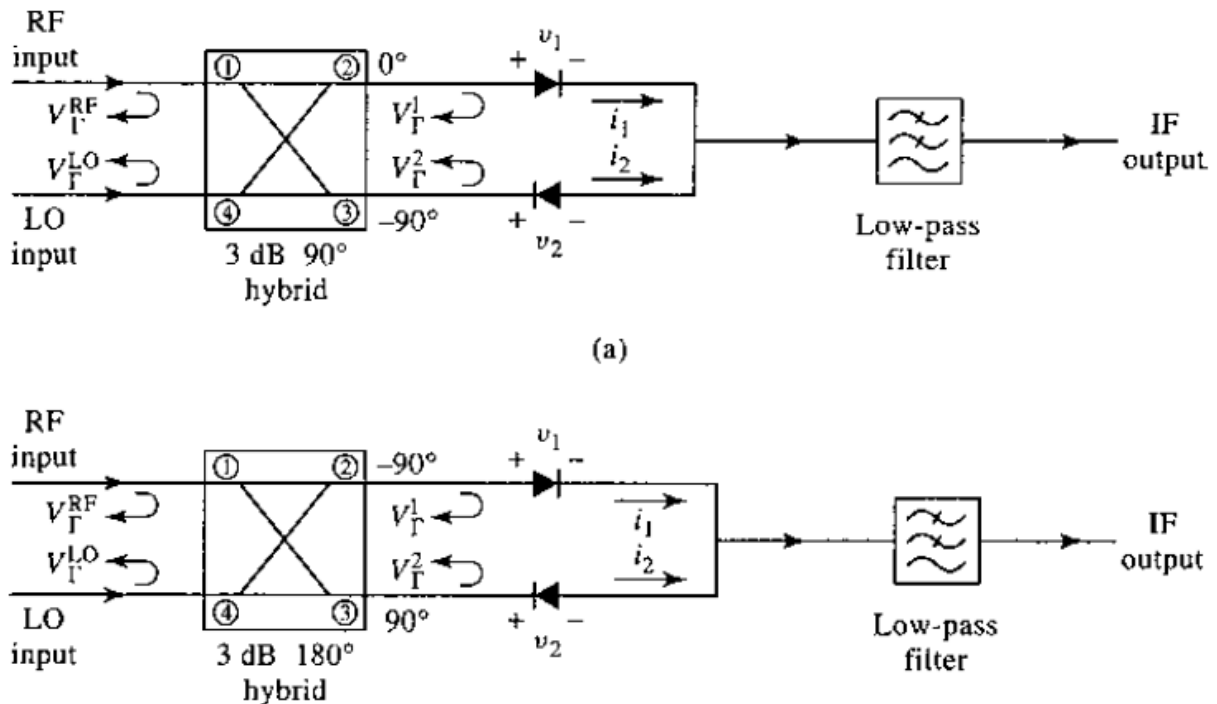 RF
input
① ② 0°
v₁
+ −
V_Γ^RF
V_Γ^1
i₁
IF
output
V_Γ^LO
V_Γ^2
i₂
LO
input
④ ③ −90°
+ −
v₂
3 dB 90°
hybrid
Low-pass
filter
(a)
RF
input
① ② −90°
v₁
+ −
V_Γ^RF
V_Γ^1
i₁
IF
output
V_Γ^LO
V_Γ^2
i₂
LO
input
④ ③ 90°
+ −
v₂
3 dB 180°
hybrid
Low-pass
filter